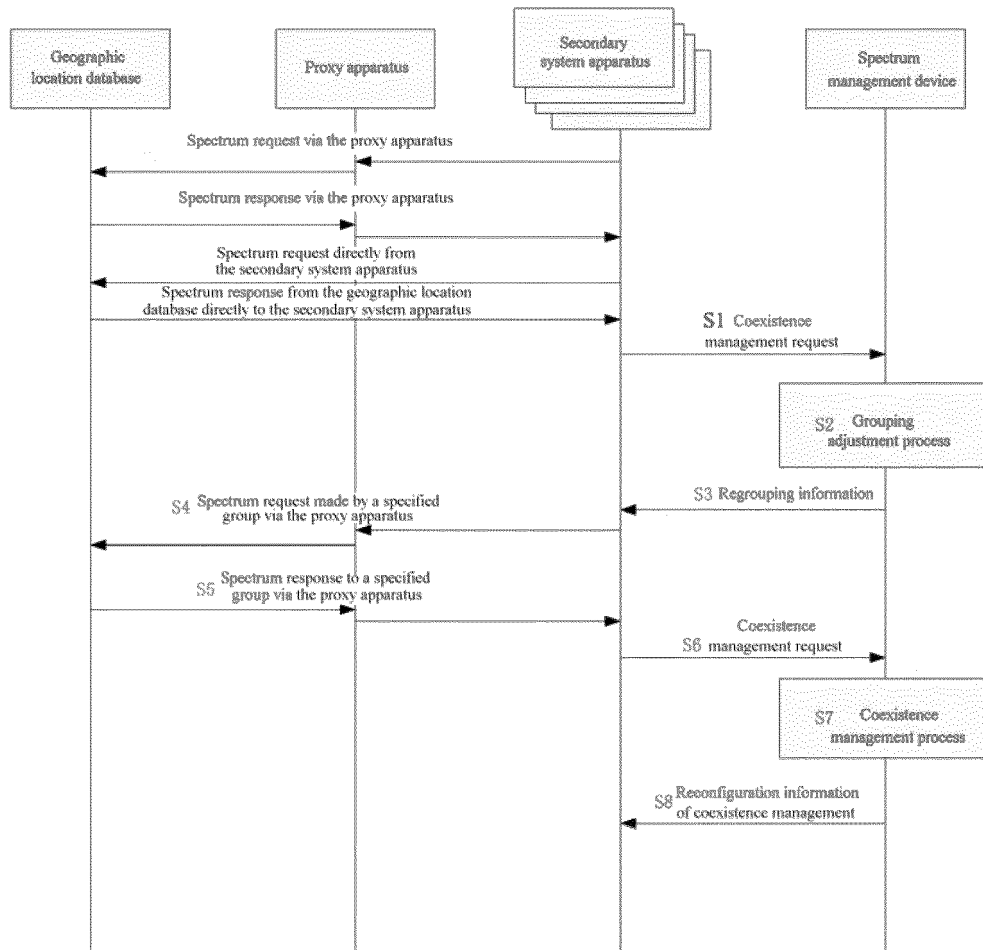 Geographic
location database
Proxy apparatus
Secondary
system apparatus
Spectrum
management device
Spectrum request via the proxy apparatus
Spectrum response via the proxy apparatus
Spectrum request directly from
the secondary system apparatus
Spectrum response from the geographic location
database directly to the secondary system apparatus
S1 Coexistence
management request
S2 Grouping
adjustment process
S3 Regrouping information
S4 Spectrum request made by a specified
group via the proxy apparatus
S5 Spectrum response to a specified
group via the proxy apparatus
Coexistence
S6 management request
S7 Coexistence
management process
S8 Reconfiguration information
of coexistence management